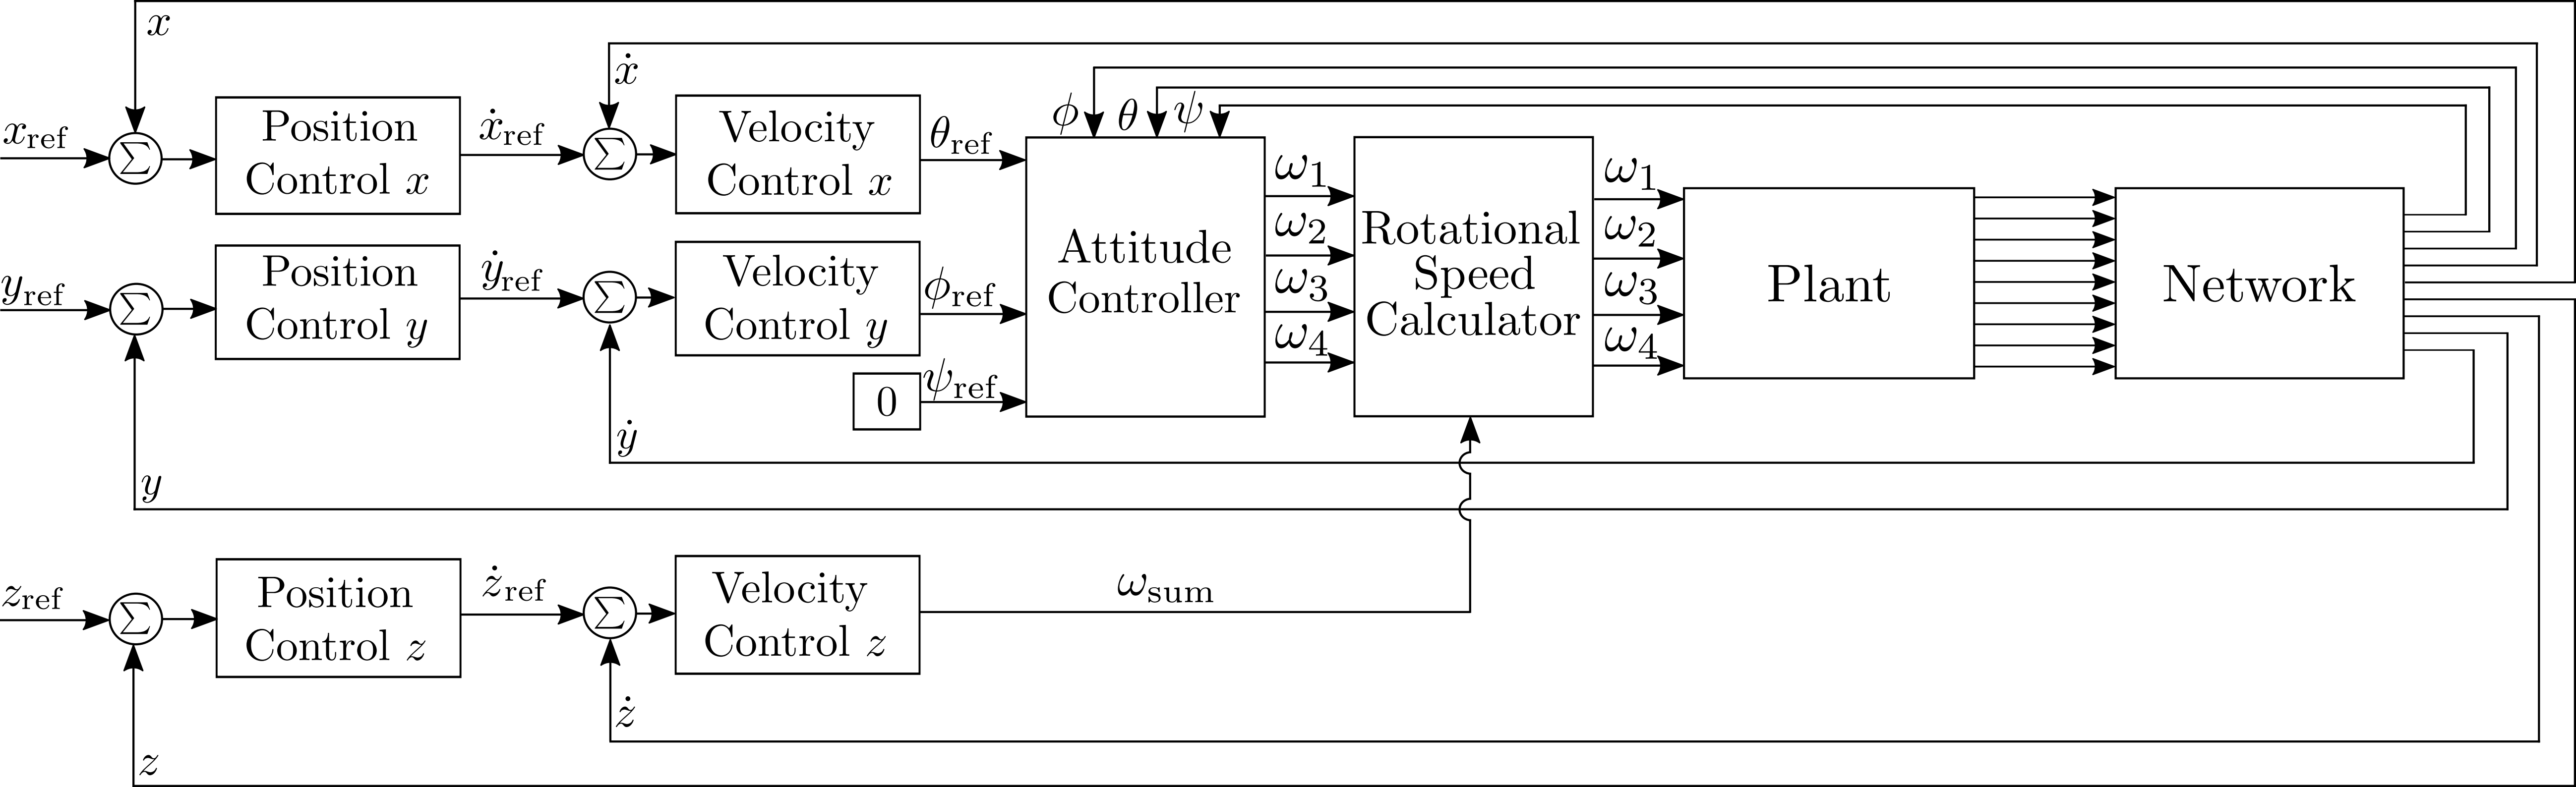 x
ẋ
ϕ θ ψ
x_ref
Σ
Position
Control x
ẋ_ref
Σ
Velocity
Control x
θ_ref
y_ref
Σ
Position
Control y
ẏ_ref
Σ
Velocity
Control y
ϕ_ref
0
ψ_ref
Attitude
Controller
ω1
ω2
ω3
ω4
Rotational
Speed
Calculator
ω1
ω2
ω3
ω4
Plant
Network
ẏ
y
z_ref
Σ
Position
Control z
ż_ref
Σ
Velocity
Control z
ω_sum
ż
z